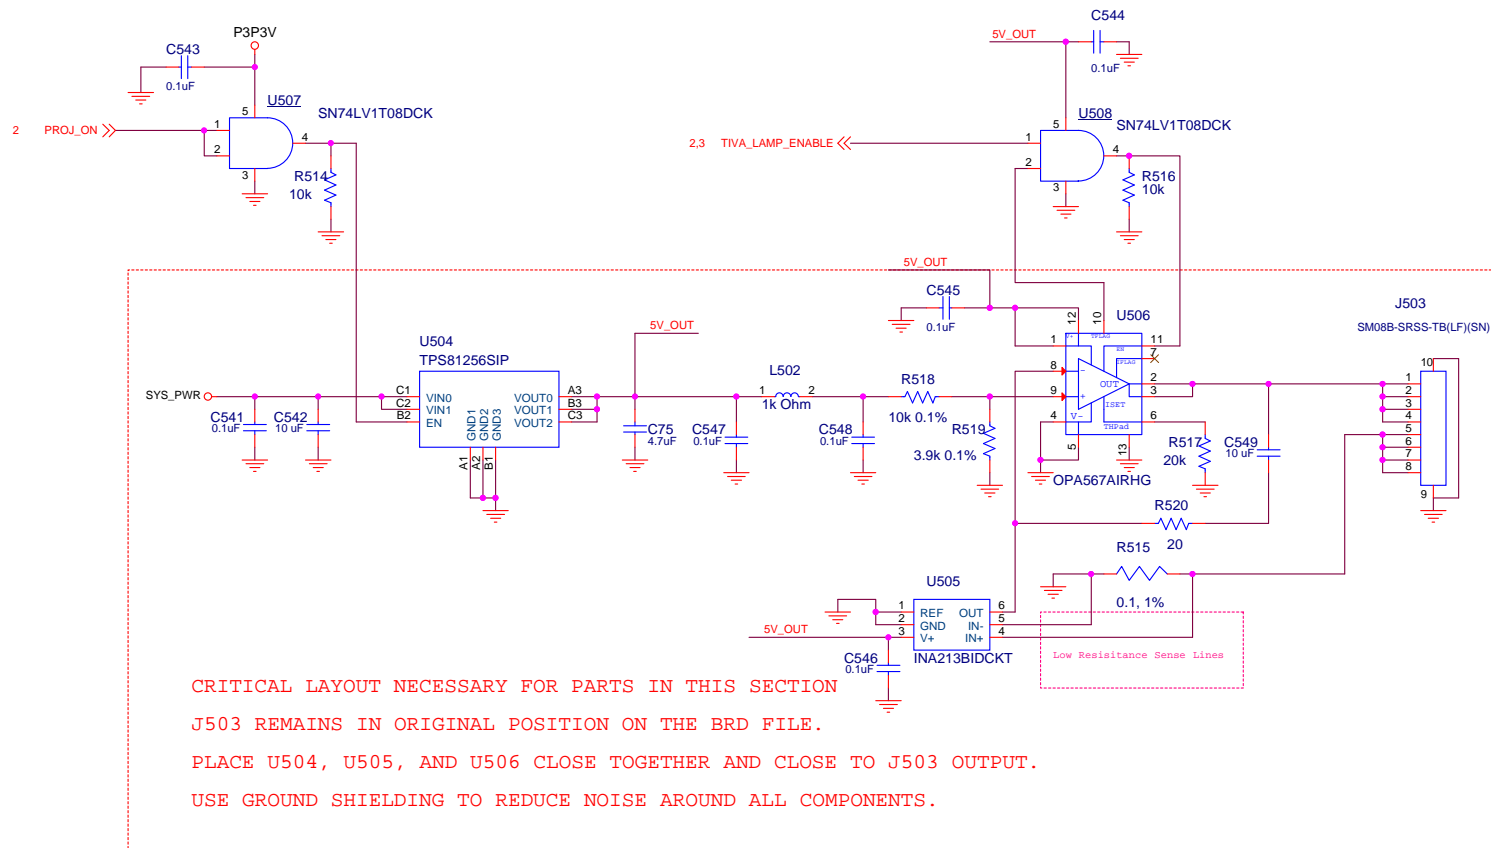 C544
P3P3V
5V_OUT
C543
0.1uF
0.1uF
U507
SN74LV1T08DCK
U508
SN74LV1T08DCK
5
5
2 PROJ_ON
1
2
4
3
2,3 TIVA_LAMP_ENABLE
1
2
4
3
R514
10k
R516
10k
5V_OUT
C545
0.1uF
J503
SM08B-SRSS-TB(LF)(SN)
U506
12
10
V+
TFLAG
1
11
EN
7
IFLAG
8
-
9
+
OUT
2
3
ISET
4
V-
6
THPad
5
13
OPA567AIRHG
5V_OUT
U504
TPS81256SIP
SYS_PWR
C1
C2
B2
VIN0
VIN1
EN
VOUT0
VOUT1
VOUT2
A3
B3
C3
GND1
GND2
GND3
A1
A2
B1
C541
0.1uF
C542
10 uF
C75
4.7uF
L502
1
2
1k Ohm
C547
0.1uF
C548
0.1uF
R518
10k 0.1%
R519
3.9k 0.1%
R517
20k
C549
10 uF
10
1
2
3
4
5
6
7
8
9
R520
20
R515
0.1, 1%
U505
1
2
3
REF
GND
V+
OUT
IN-
IN+
6
5
4
INA213BIDCKT
5V_OUT
C546
0.1uF
Low Resisitance Sense Lines
CRITICAL LAYOUT NECESSARY FOR PARTS IN THIS SECTION
J503 REMAINS IN ORIGINAL POSITION ON THE BRD FILE.
PLACE U504, U505, AND U506 CLOSE TOGETHER AND CLOSE TO J503 OUTPUT.
USE GROUND SHIELDING TO REDUCE NOISE AROUND ALL COMPONENTS.